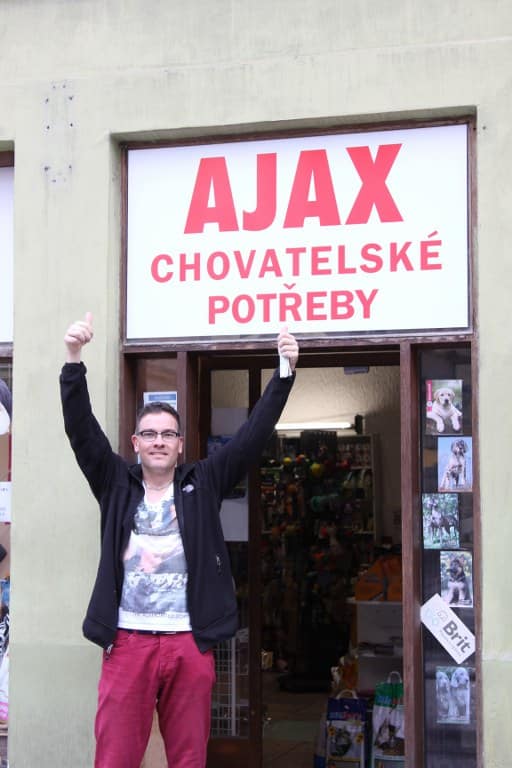 AJAX
CHOVATELSKÉ
POTŘEBY
Brit